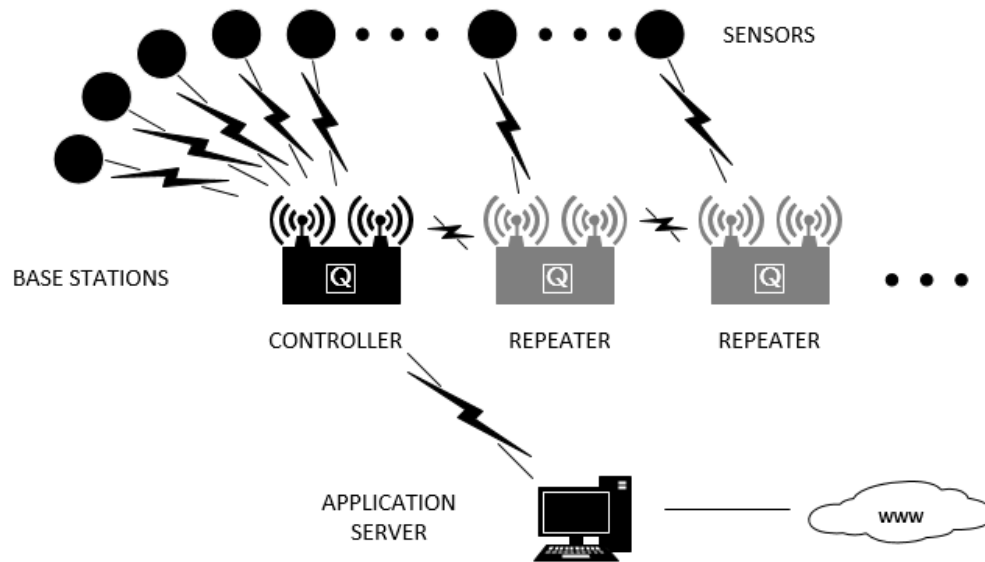 SENSORS
BASE STATIONS
Q
Q
Q
CONTROLLER
REPEATER
REPEATER
APPLICATION
SERVER
www